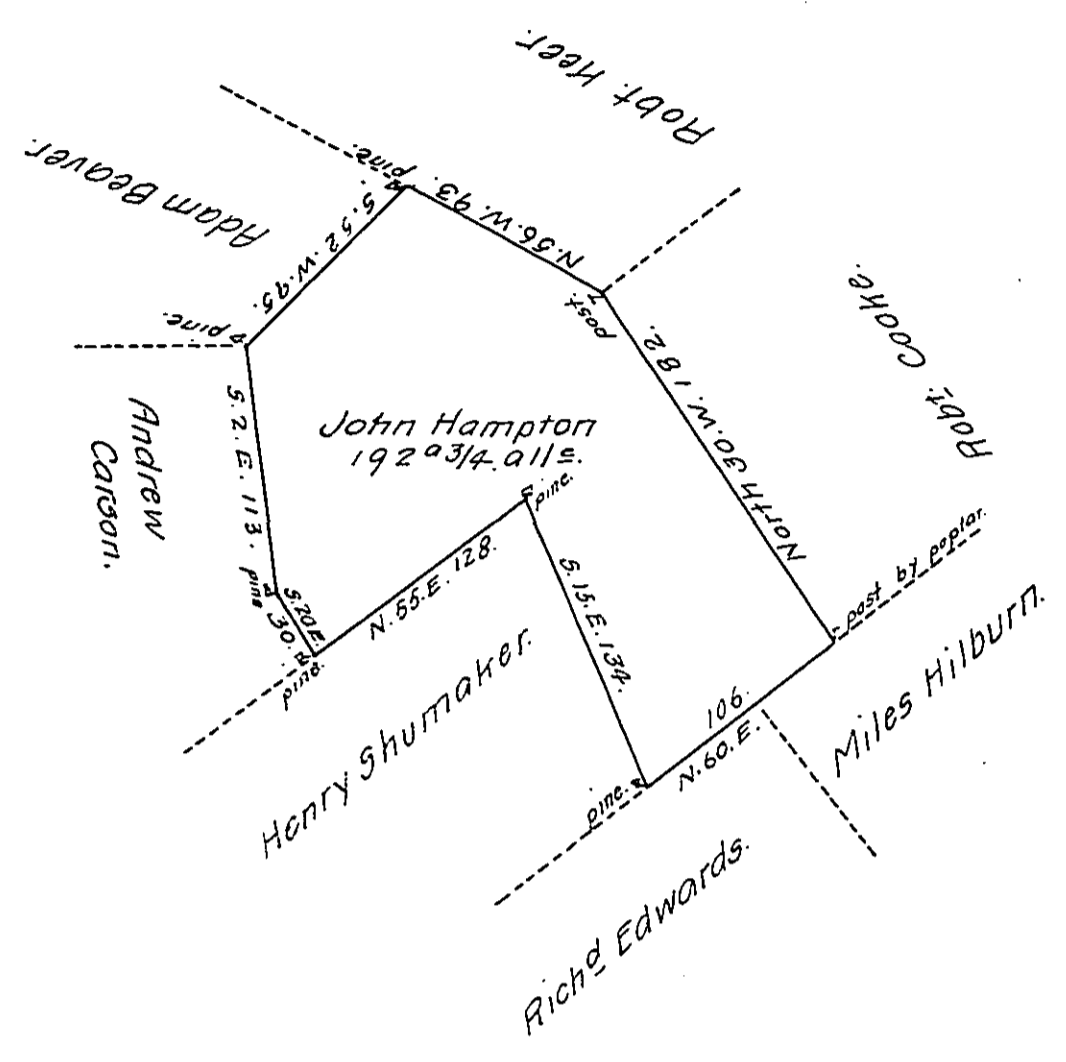 Robt. Keer.
Adam Beaver.
pine.
N.56.W.93.
S.52.W.95.
post.
Robt: Cooke.
North 30.W.182.
pine.
Andrew
Carson.
S.2.E.113.
John Hampton
192 a 3/4. all s.
pine.
pine
S.20E.
30.
pine.
N.55.E.128.
S.15.E.134.
post by poplar.
Henry Shumaker.
Miles Hilburn.
106.
N.60.E.
pine.
Richd Edwards.